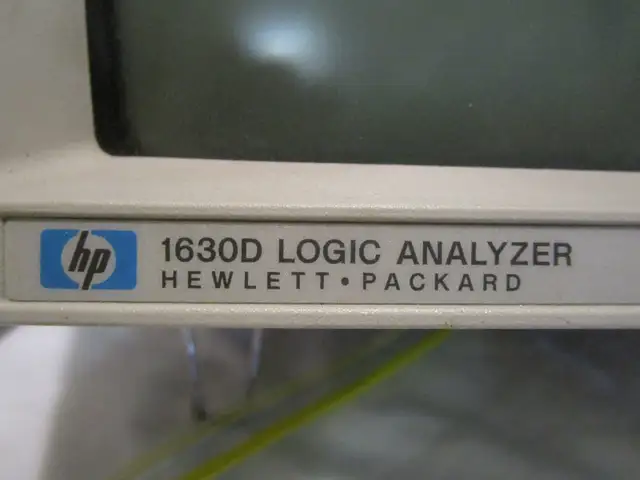 hp
1630D LOGIC ANALYZER
HEWLETT•PACKARD